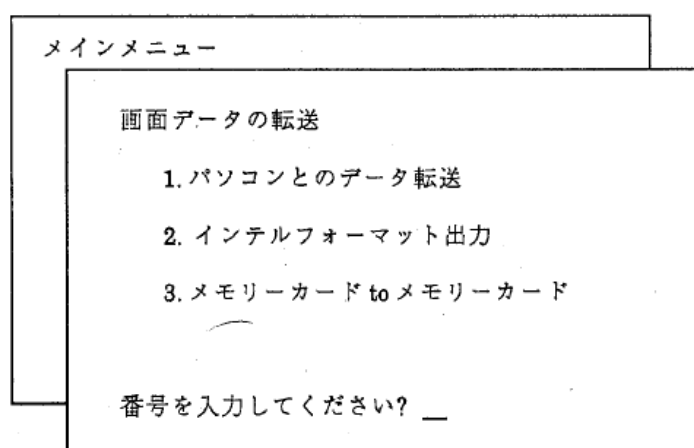 メインメニュー
画面データの転送
1. パソコンとのデータ転送
2. インテルフォーマット出力
3. メモリーカード to メモリーカード
番号を入力してください? __